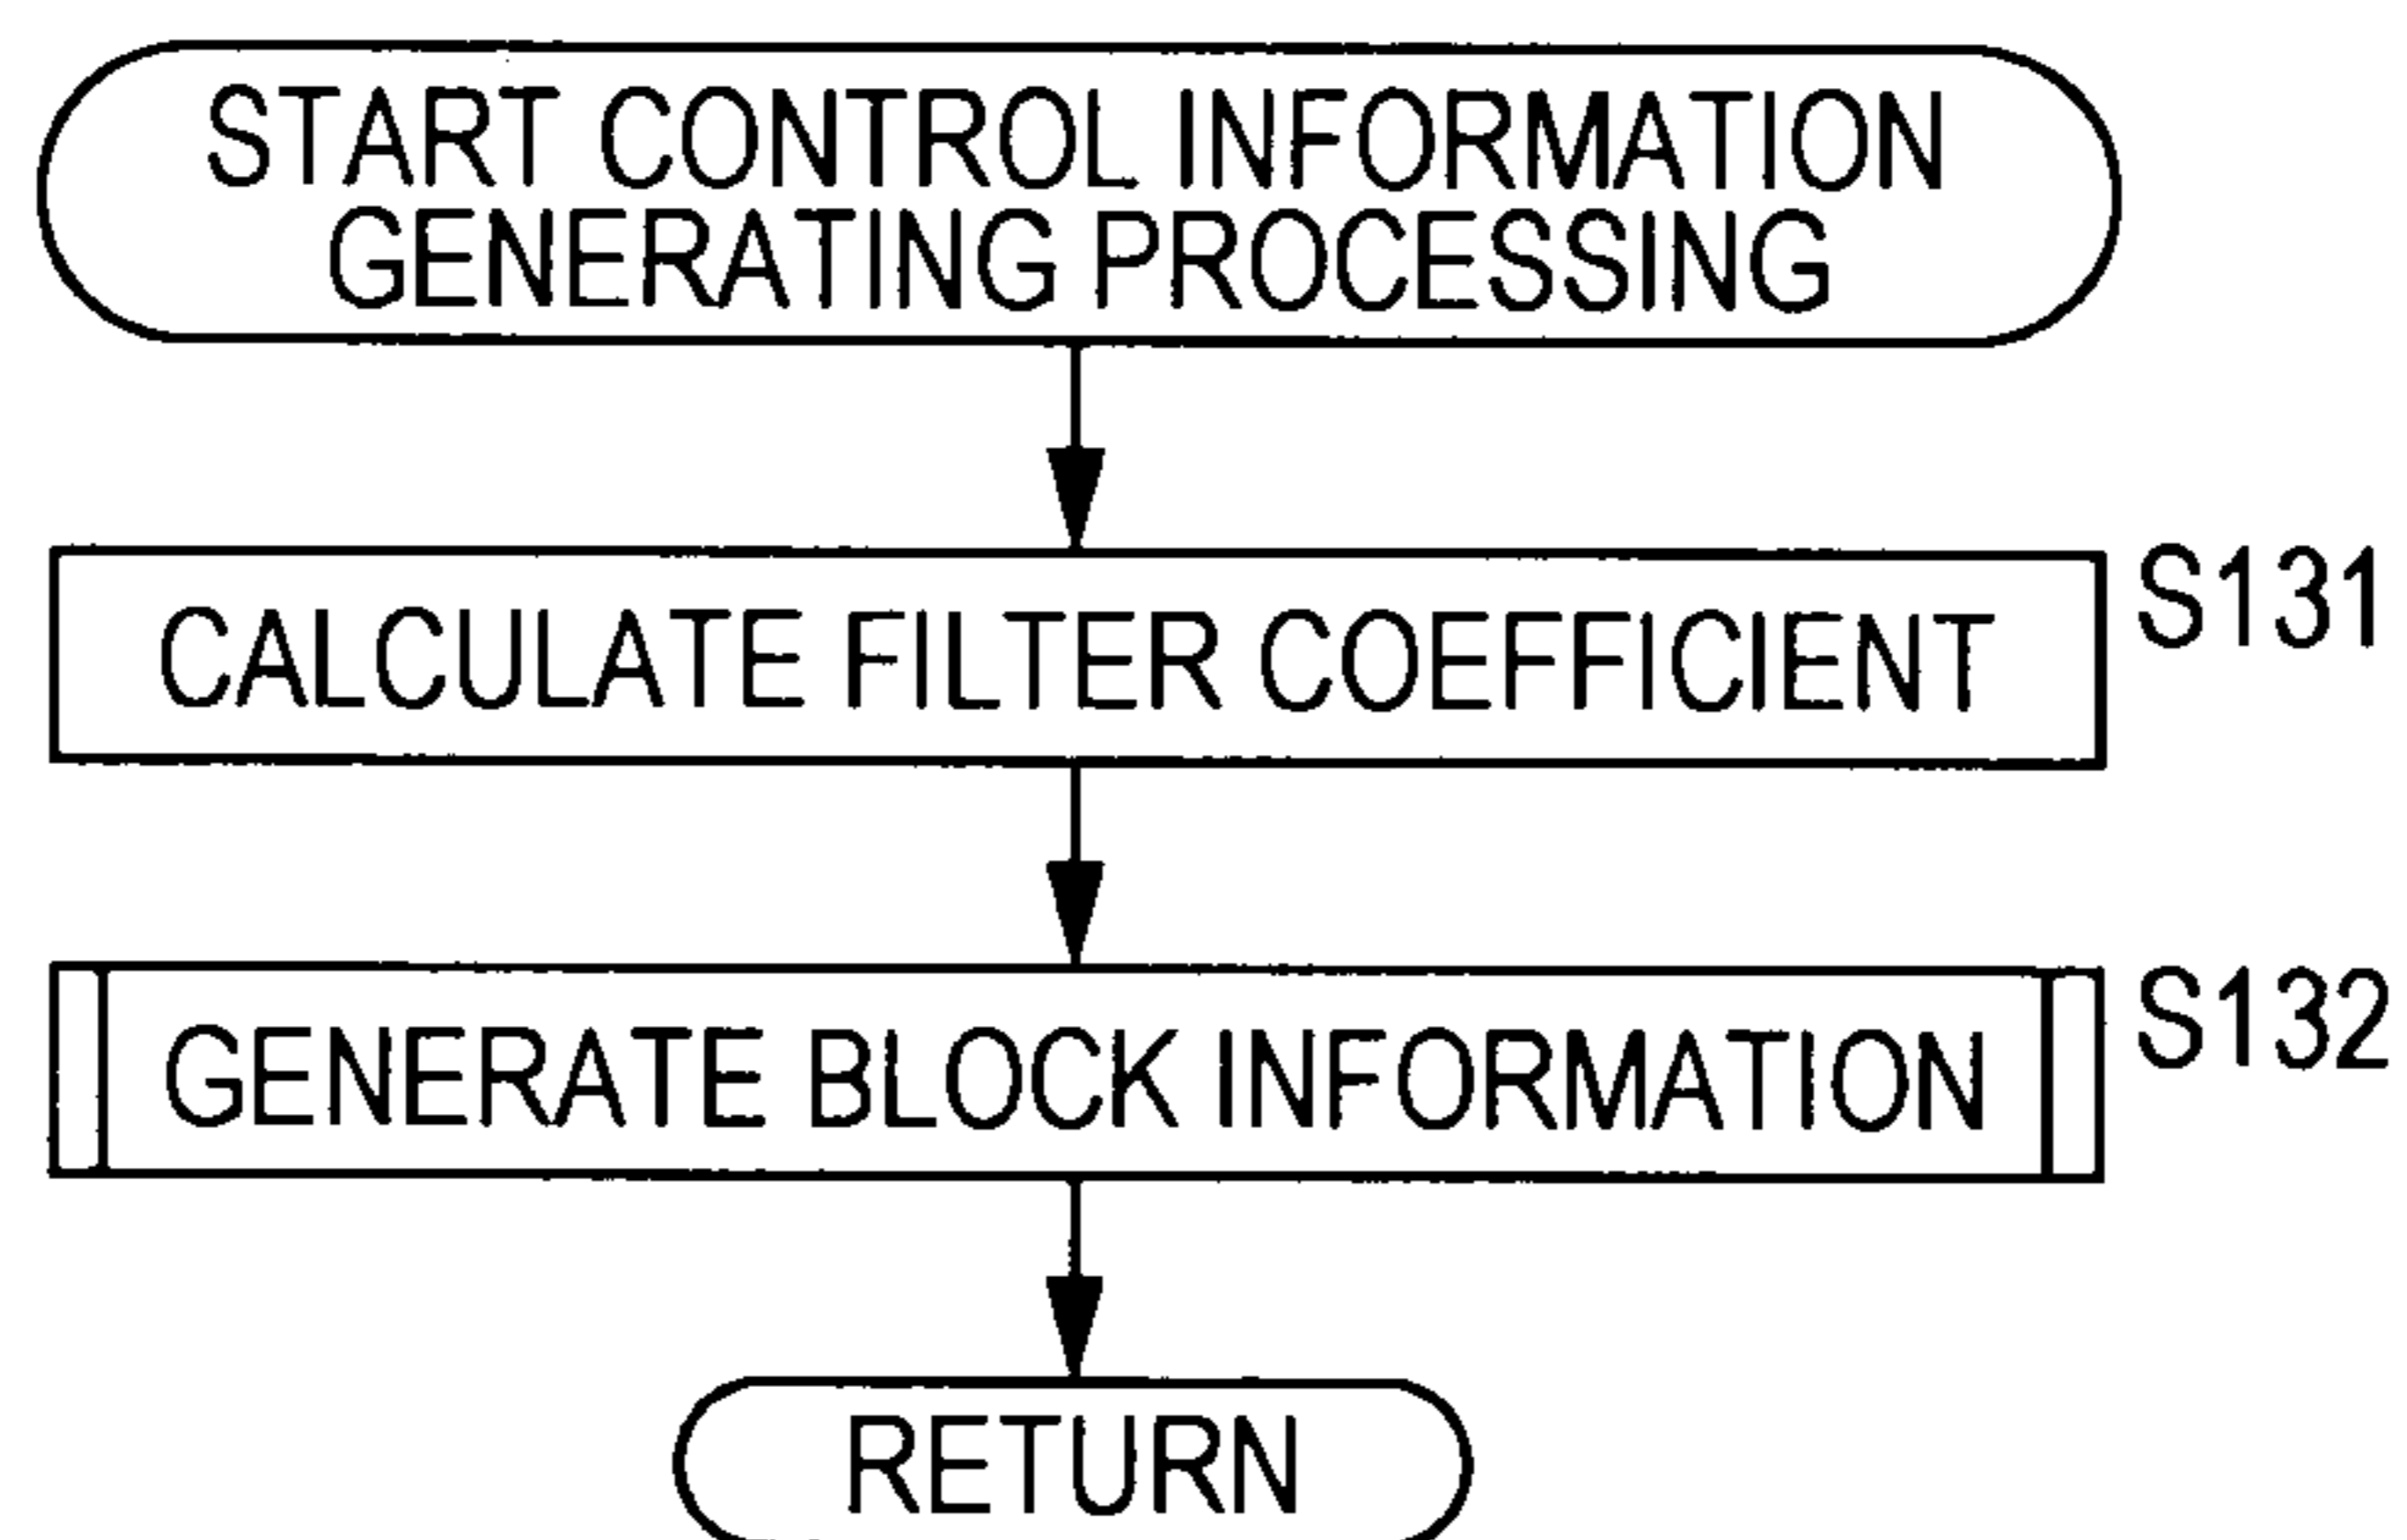 START CONTROL INFORMATION
GENERATING PROCESSING
CALCULATE FILTER COEFFICIENT
S131
GENERATE BLOCK INFORMATION
S132
RETURN